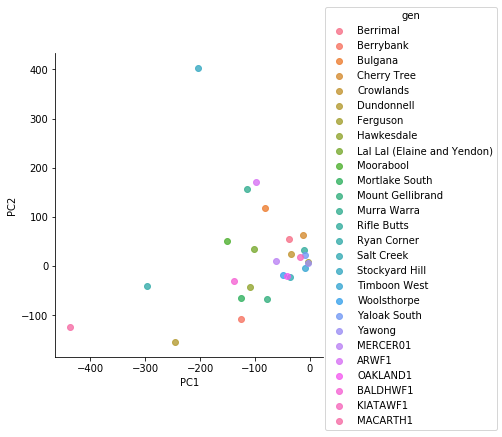 gen
Berrimal
Berrybank
Bulgana
Cherry Tree
Crowlands
Dundonnell
Ferguson
Hawkesdale
Lal Lal (Elaine and Yendon)
Moorabool
Mortlake South
Mount Gellibrand
Murra Warra
Rifle Butts
Ryan Corner
Salt Creek
Stockyard Hill
Timboon West
Woolsthorpe
Yaloak South
Yawong
MERCER01
ARWF1
OAKLAND1
BALDHWF1
KIATAWF1
MACARTH1
400
300
200
100
0
−100
PC2
−400 −300 −200 −100 0
PC1